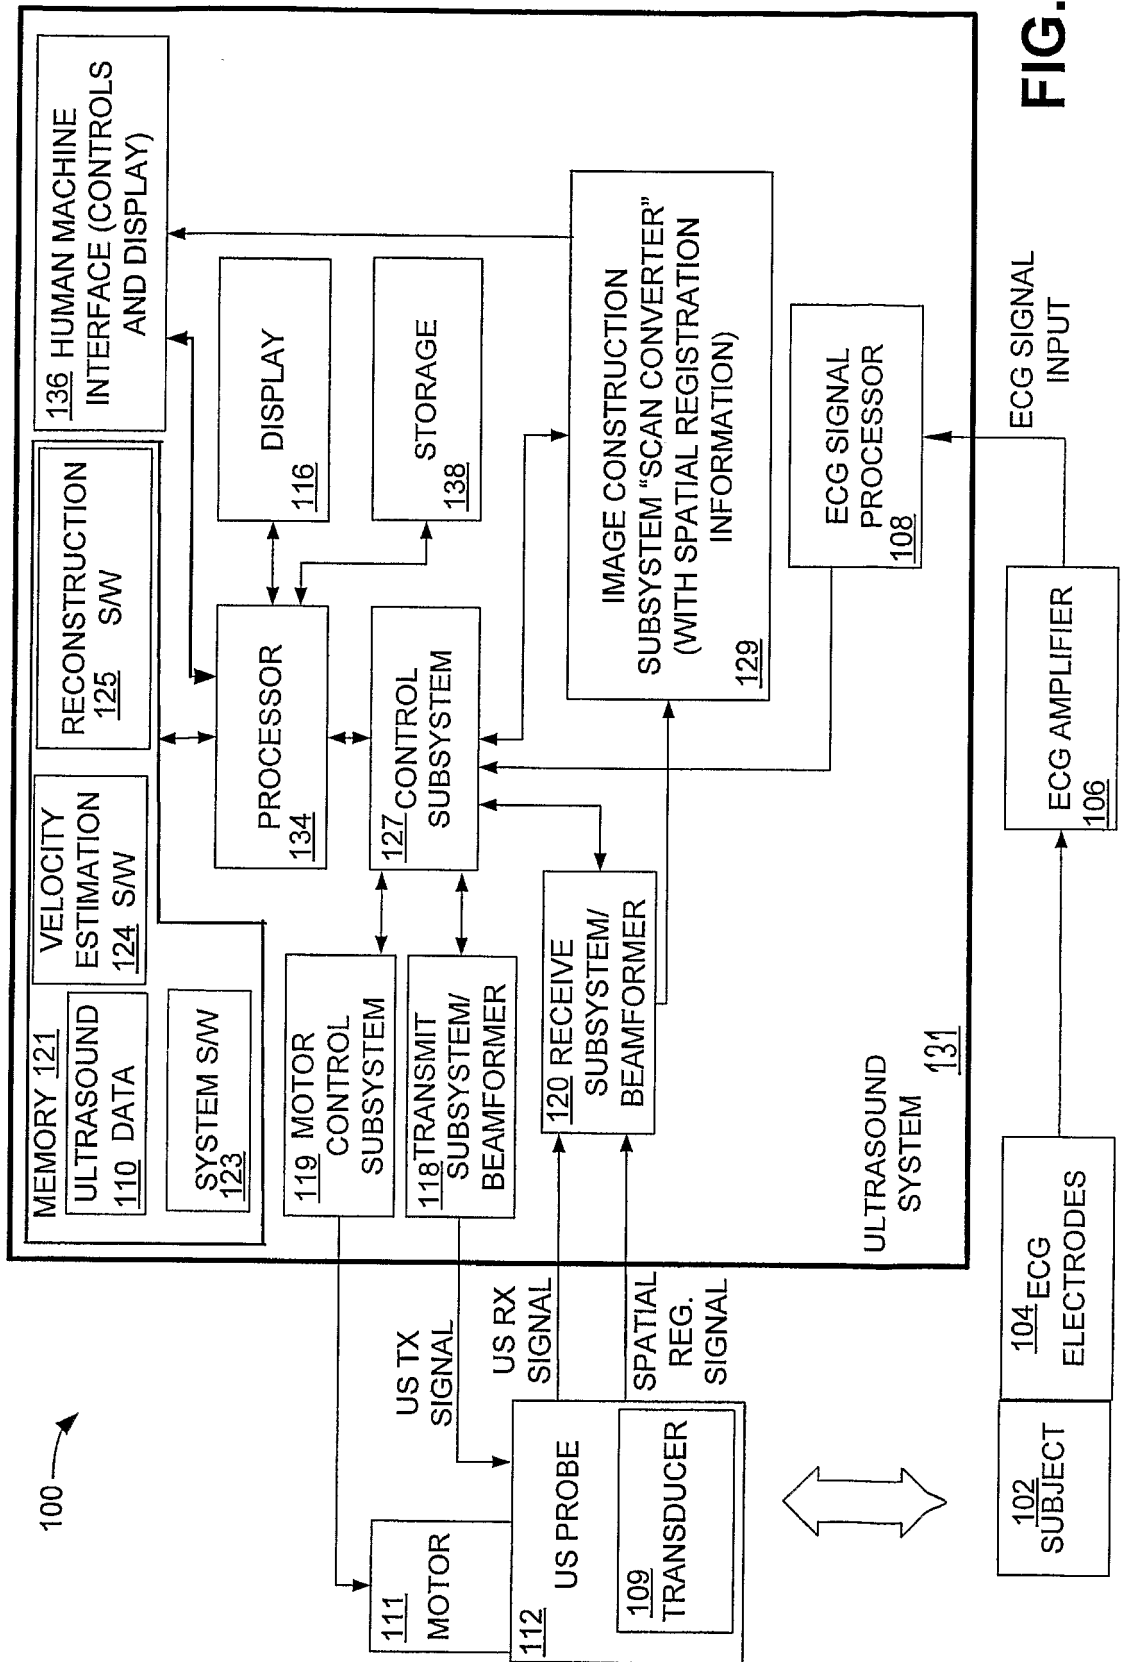 100
MEMORY 121
ULTRASOUND
110 DATA
SYSTEM S/W
123
VELOCITY
ESTIMATION
124 S/W
RECONSTRUCTION
125 S/W
136 HUMAN MACHINE
INTERFACE (CONTROLS
AND DISPLAY)
PROCESSOR
134
DISPLAY
116
STORAGE
138
119 MOTOR
CONTROL
SUBSYSTEM
118 TRANSMIT
SUBSYSTEM/
BEAMFORMER
127 CONTROL
SUBSYSTEM
120 RECEIVE
SUBSYSTEM/
BEAMFORMER
IMAGE CONSTRUCTION
SUBSYSTEM “SCAN CONVERTER”
(WITH SPATIAL REGISTRATION
INFORMATION)
129
ECG SIGNAL
PROCESSOR
108
ULTRASOUND
SYSTEM
131
111
MOTOR
US TX
SIGNAL
US RX
SIGNAL
SPATIAL
REG.
SIGNAL
US PROBE
112
109
TRANSDUCER
102
SUBJECT
104 ECG
ELECTRODES
ECG AMPLIFIER
106
ECG SIGNAL
INPUT
FIG.